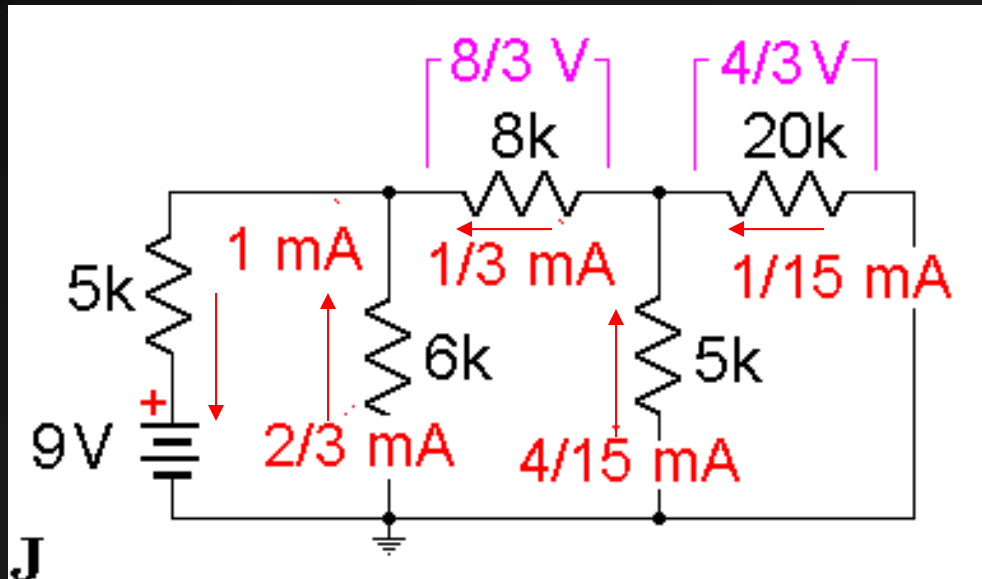 8/3 V
4/3 V
8k
20k
1 mA
1/3 mA
1/15 mA
5k
6k
5k
+
9V
2/3 mA
4/15 mA
J